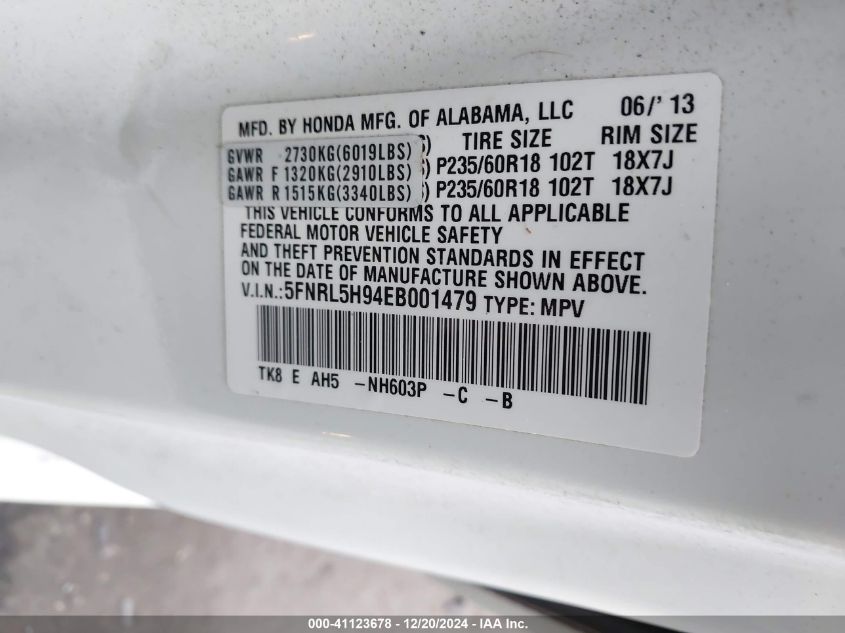 MFD. BY HONDA MFG. OF ALABAMA, LLC 06/'13
TIRE SIZE RIM SIZE
GVWR 2730KG(6019LBS)
GAWR F 1320KG(2910LBS) P235/60R18 102T 18X7J
GAWR R 1515KG(3340LBS) P235/60R18 102T 18X7J
THIS VEHICLE CONFORMS TO ALL APPLICABLE
FEDERAL MOTOR VEHICLE SAFETY
AND THEFT PREVENTION STANDARDS IN EFFECT
ON THE DATE OF MANUFACTURE SHOWN ABOVE.
V.I.N.:5FNRL5H94EB001479 TYPE: MPV
TK8 E AH5 -NH603P -C -B
000-41123678 - 12/20/2024 - IAA Inc.